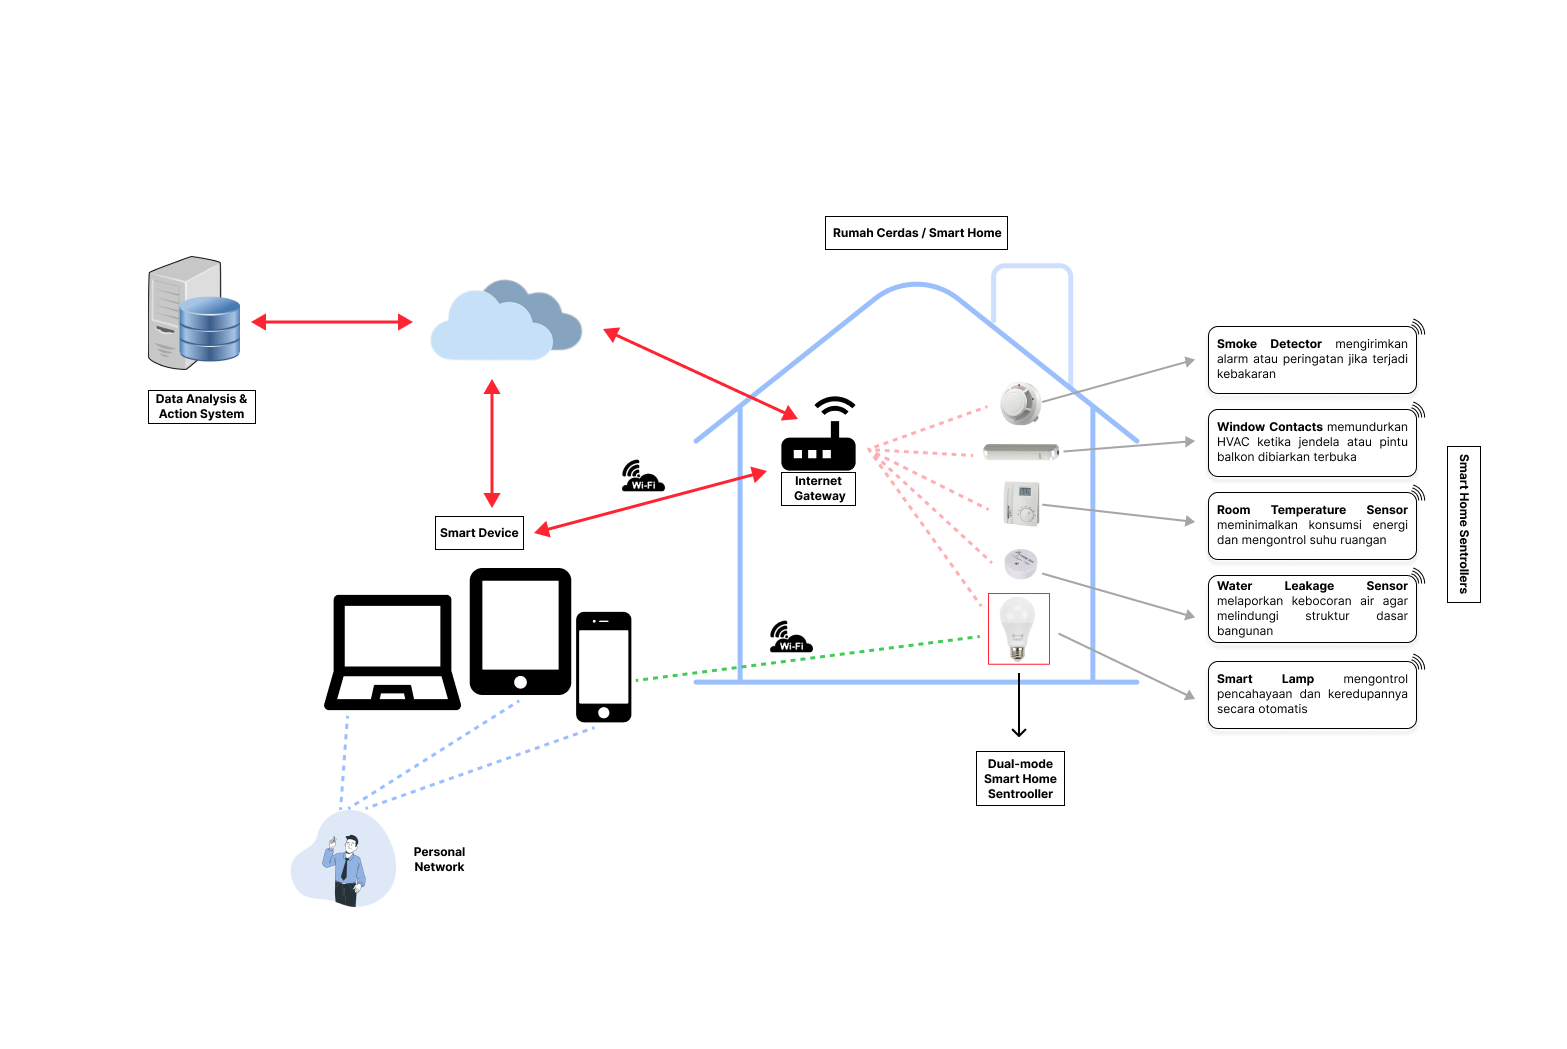 Rumah Cerdas / Smart Home
Data Analysis &
Action System
Smart Device
Wi-Fi
Internet
Gateway
Wi-Fi
Smoke Detector mengirimkan
alarm atau peringatan jika terjadi
kebakaran
Window Contacts memundurkan
HVAC ketika jendela atau pintu
balkon dibiarkan terbuka
Room Temperature Sensor
meminimalkan konsumsi energi
dan mengontrol suhu ruangan
Water Leakage Sensor
melaporkan kebocoran air agar
melindungi struktur dasar
bangunan
Smart Lamp mengontrol
pencahayaan dan keredupannya
secara otomatis
Smart Home Sentrollers
Dual-mode
Smart Home
Sentrooller
Personal
Network